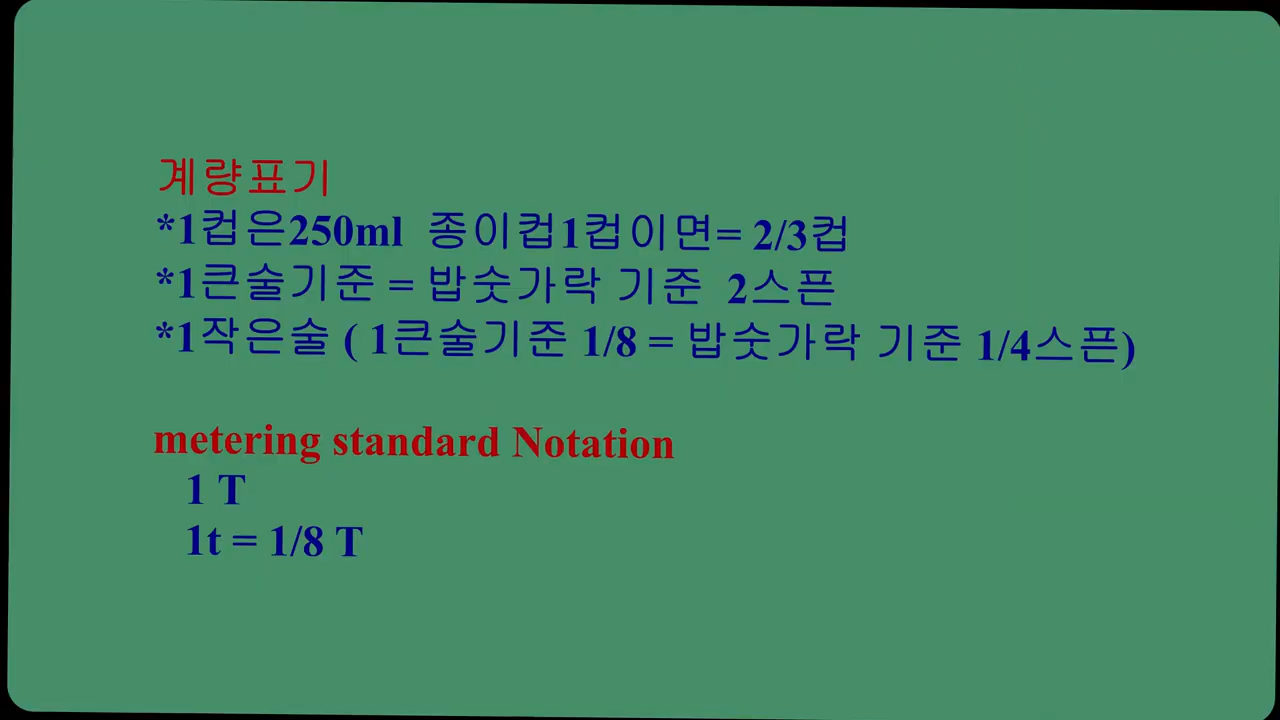 계량표기
*1컵은250ml 종이컵1컵이면= 2/3컵
*1큰술기준 = 밥숫가락 기준 2스픈
*1작은술 ( 1큰술기준 1/8 = 밥숫가락 기준 1/4스픈)
metering standard Notation
1 T
1t = 1/8 T